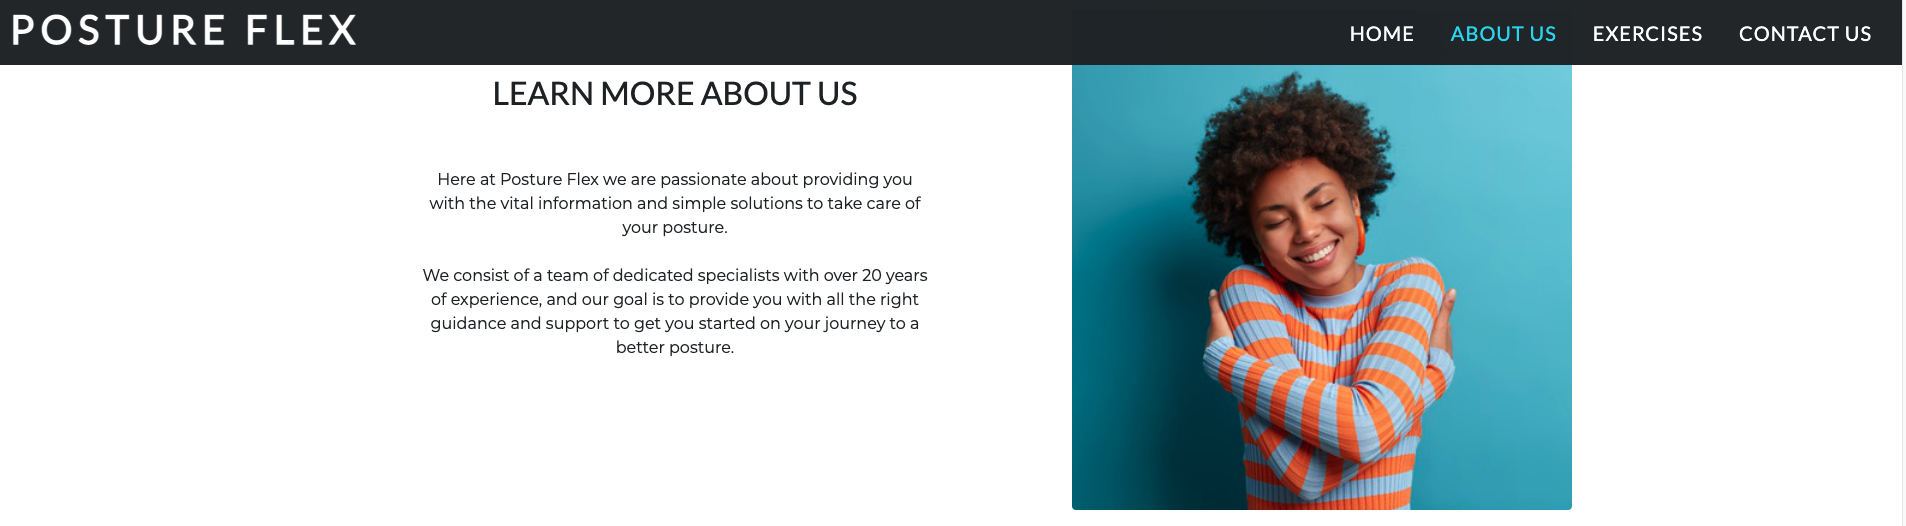 POSTURE FLEX
HOME ABOUT US EXERCISES CONTACT US
LEARN MORE ABOUT US
Here at Posture Flex we are passionate about providing you
with the vital information and simple solutions to take care of
your posture.
We consist of a team of dedicated specialists with over 20 years
of experience, and our goal is to provide you with all the right
guidance and support to get you started on your journey to a
better posture.